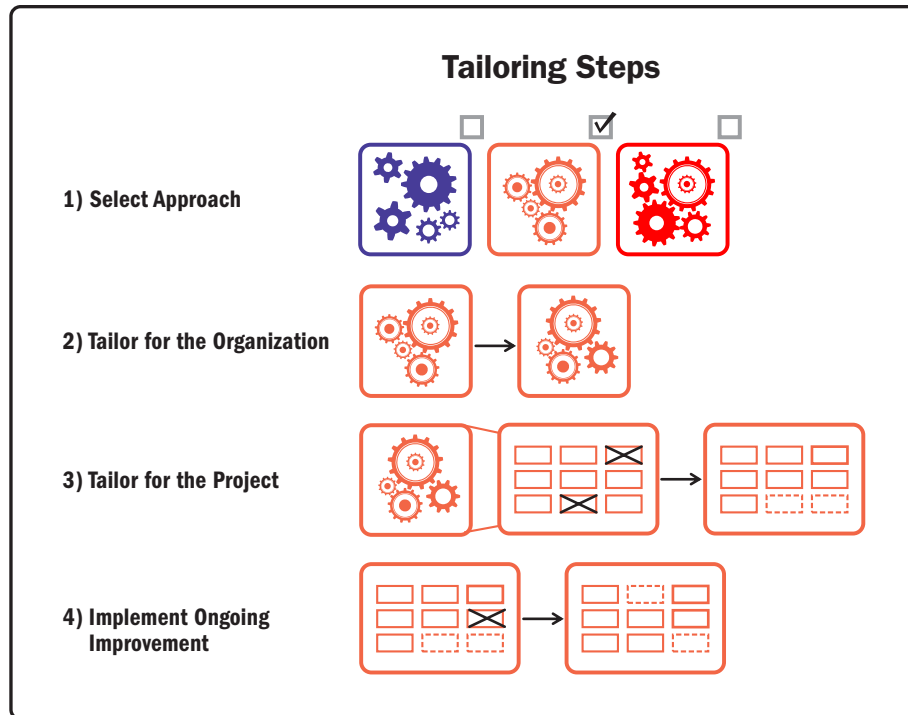 Tailoring Steps
1) Select Approach
2) Tailor for the Organization
3) Tailor for the Project
4) Implement Ongoing
Improvement